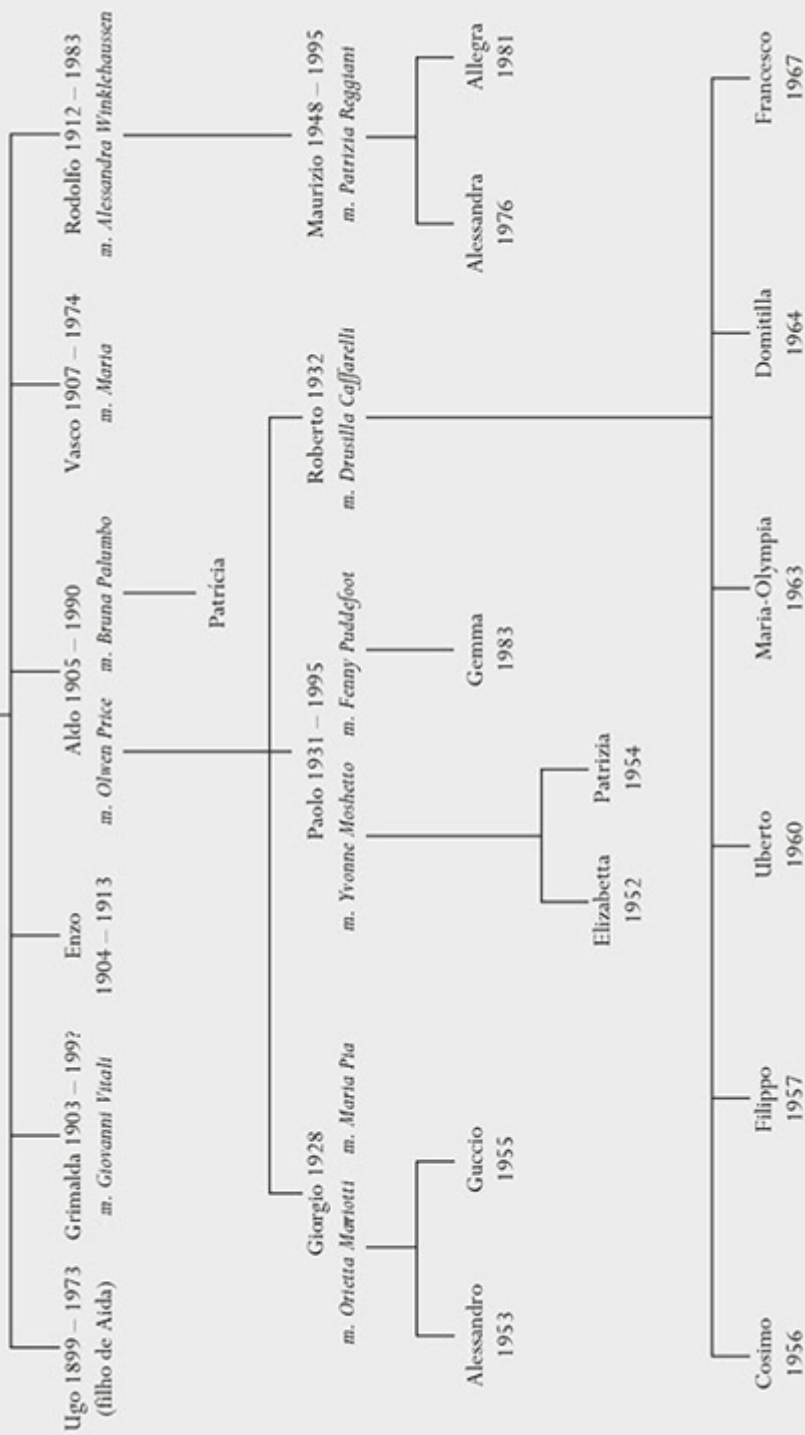 Ugo 1899 – 1973
(filho de Aida)
Grimalda 1903 – 199?
m. Giovanni Vitali
Enzo
1904 – 1913
Aldo 1905 – 1990
m. Olwen Price m. Bruna Palumbo
Vasco 1907 – 1974
m. Maria
Rodolfo 1912 – 1983
m. Alessandra Winklehaussen
Patrícia
Giorgio 1928
m. Orietta Mariotti m. Maria Pia
Paolo 1931 – 1995
m. Yvonne Moshetto m. Fenny Puddefoot
Roberto 1932
m. Drusilla Caffarelli
Maurizio 1948 – 1995
m. Patrizia Reggiani
Alessandro
1953
Guccio
1955
Gemma
1983
Alessandra
1976
Allegra
1981
Elizabetta
1952
Patrizia
1954
Cosimo
1956
Filippo
1957
Uberto
1960
Maria-Olympia
1963
Domitilla
1964
Francesco
1967